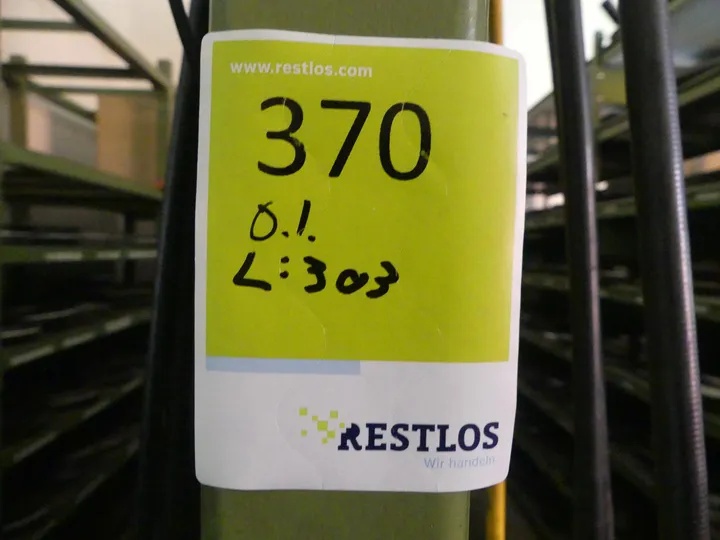 www.restlos.com
370
O.I.
L:303
RESTLOS
Wir handeln